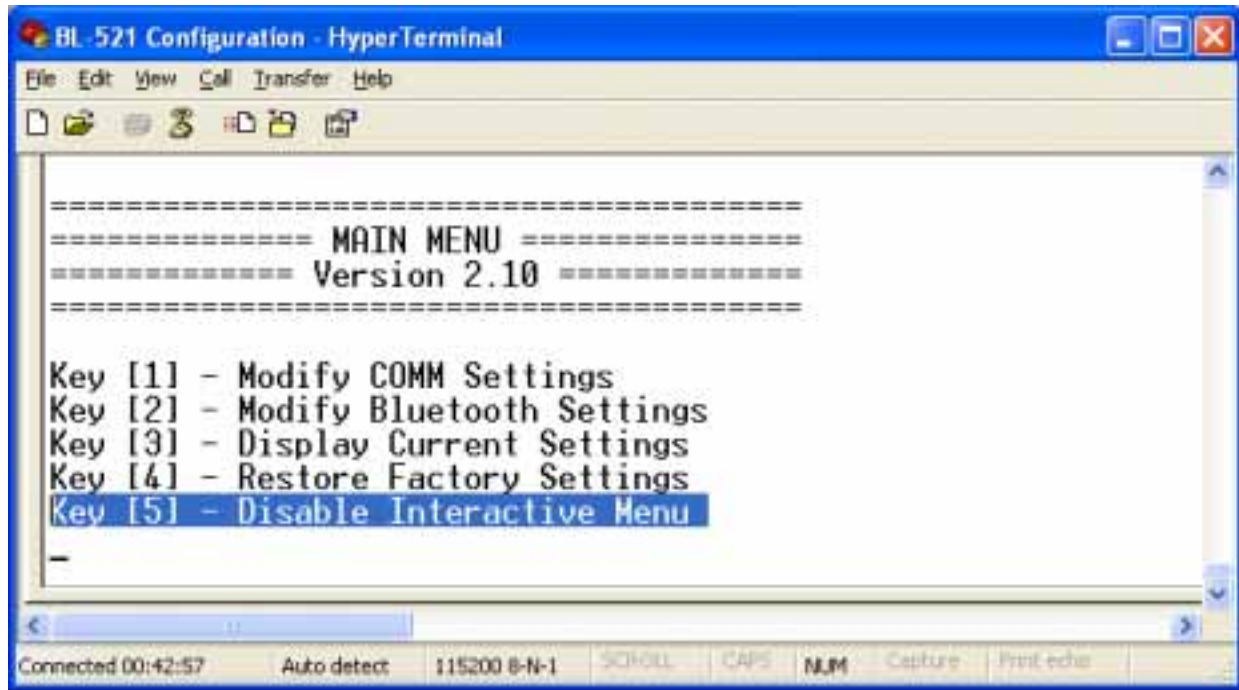 BL-521 Configuration - HyperTerminal
File Edit View Call Transfer Help
========================================
============== MAIN MENU ===============
============= Version 2.10 =============
========================================
Key [1] - Modify COMM Settings
Key [2] - Modify Bluetooth Settings
Key [3] - Display Current Settings
Key [4] - Restore Factory Settings
Key [5] - Disable Interactive Menu
_
Connected 00:42:57 Auto detect 115200 8-N-1 SCROLL CAPS NUM Capture Print echo